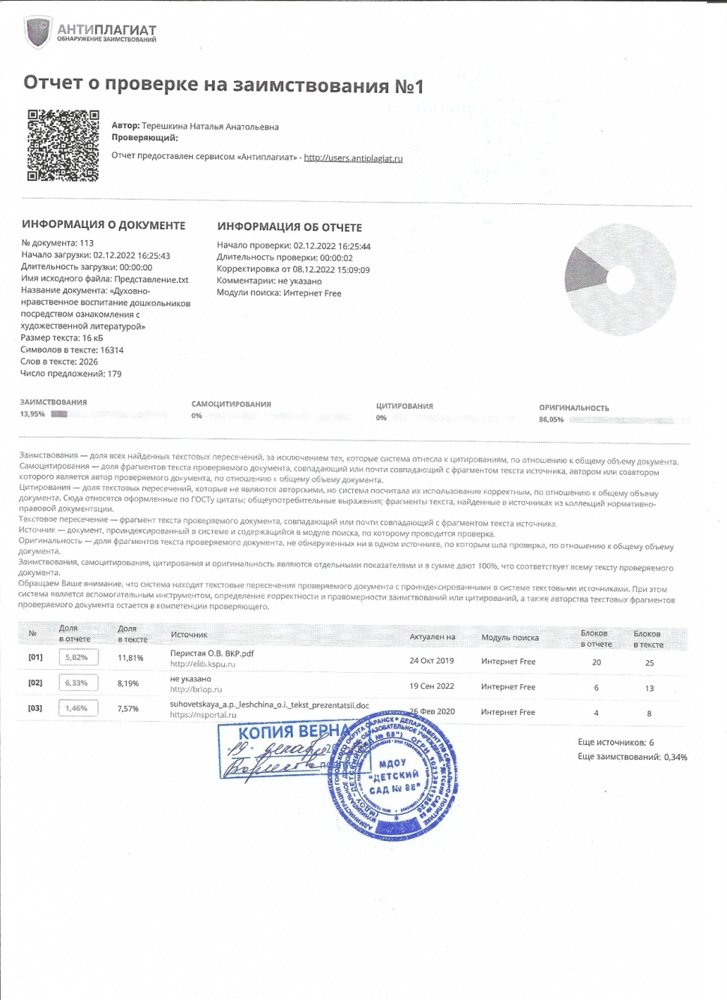 АНТИПЛАГИАТ
ОБНАРУЖЕНИЕ ЗАИМСТВОВАНИЙ
Отчет о проверке на заимствования №1
Автор: Терешкина Наталья Анатольевна
Проверяющий:
Отчет предоставлен сервисом «Антиплагиат» - http://users.antiplagiat.ru
ИНФОРМАЦИЯ О ДОКУМЕНТЕ
№ документа: 113
Начало загрузки: 02.12.2022 16:25:43
Длительность загрузки: 00:00:00
Имя исходного файла: Представление.txt
Название документа: «Духовно-
нравственное воспитание дошкольников
посредством ознакомления с
художественной литературой»
Размер текста: 16 кБ
Символов в тексте: 16314
Слов в тексте: 2026
Число предложений: 179
ИНФОРМАЦИЯ ОБ ОТЧЕТЕ
Начало проверки: 02.12.2022 16:25:44
Длительность проверки: 00:00:02
Корректировка от 08.12.2022 15:09:09
Комментарии: не указано
Модули поиска: Интернет Free
ЗАИМСТВОВАНИЯ
13,95%
САМОЦИТИРОВАНИЯ
0%
ЦИТИРОВАНИЯ
0%
ОРИГИНАЛЬНОСТЬ
86,05%
Заимствования — доля всех найденных текстовых пересечений, за исключением тех, которые система отнесла к цитированиям, по отношению к общему объему документа.
Самоцитирования — доля фрагментов текста проверяемого документа, совпадающий или почти совпадающий с фрагментом текста источника, автором или соавтором
которого является автор проверяемого документа, по отношению к общему объему документа.
Цитирования — доля текстовых пересечений, которые не являются авторскими, но система посчитала их использование корректным, по отношению к общему объему
документа. Сюда относятся оформленные по ГОСТу цитаты; общеупотребительные выражения; фрагменты текста, найденные в источниках из коллекций нормативно-
правовой документации.
Текстовое пересечение — фрагмент текста проверяемого документа, совпадающий или почти совпадающий с фрагментом текста источника.
Источник — документ, проиндексированный в системе и содержащийся в модуле поиска, по которому проводится проверка.
Оригинальность — доля фрагментов текста проверяемого документа, не обнаруженных ни в одном источнике, по которым шла проверка, по отношению к общему объему
документа.
Заимствования, самоцитирования, цитирования и оригинальность являются отдельными показателями и в сумме дают 100%, что соответствует всему тексту проверяемого
документа.
Обращаем Ваше внимание, что система находит текстовые пересечения проверяемого документа с проиндексированными в системе текстовыми источниками. При этом
система является вспомогательным инструментом, определение корректности и правомерности заимствований или цитирований, а также авторства текстовых фрагментов
проверяемого документа остается в компетенции проверяющего.
№ Доля в отчете Доля в тексте Источник Актуален на Модуль поиска Блоков в отчете Блоков в тексте
[01] 5,82% 11,81% Перистая О.В. ВКР.pdf 24 Окт 2019 Интернет Free 20 25
http://elib.kspu.ru
[02] 6,33% 8,19% не указано 19 Сен 2022 Интернет Free 6 13
http://briop.ru
[03] 1,46% 7,57% suhovetskaya_a.p._leshchina_o.i._tekst_prezentatsii.doc 26 Фев 2020 Интернет Free 4 8
https://nsportal.ru
Еще источников: 6
Еще заимствований: 0,34%
КОПИЯ ВЕРНА
19 декабря 20
МДОУ
"ДЕТСКИЙ
САД № 88"